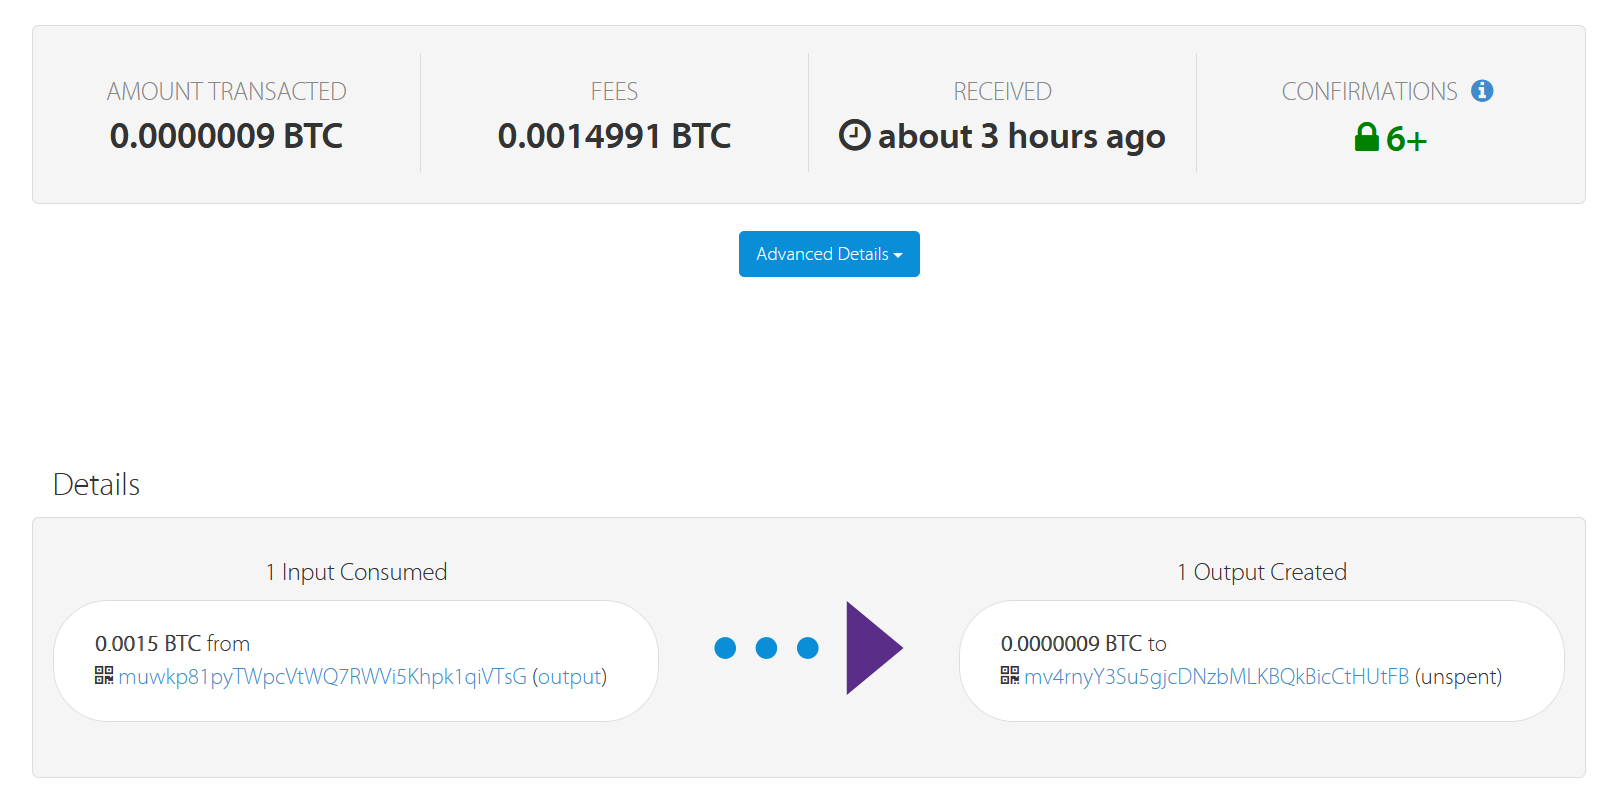 AMOUNT TRANSACTED
0.0000009 BTC
FEES
0.0014991 BTC
RECEIVED
about 3 hours ago
CONFIRMATIONS
6+
Advanced Details
Details
1 Input Consumed
0.0015 BTC from
muwkp81pyTWpcVtWQ7RWVi5Khpk1qiVTsG (output)
1 Output Created
0.0000009 BTC to
mv4rnyY3Su5gjcDNzbMLKBQkBicCtHUtFB (unspent)